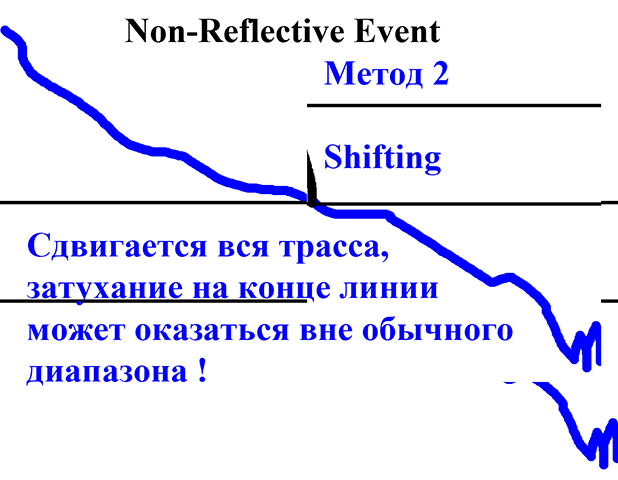 Non-Reflective Event
Метод 2
Shifting
Сдвигается вся трасса,
затухание на конце линии
может оказаться вне обычного
диапазона !